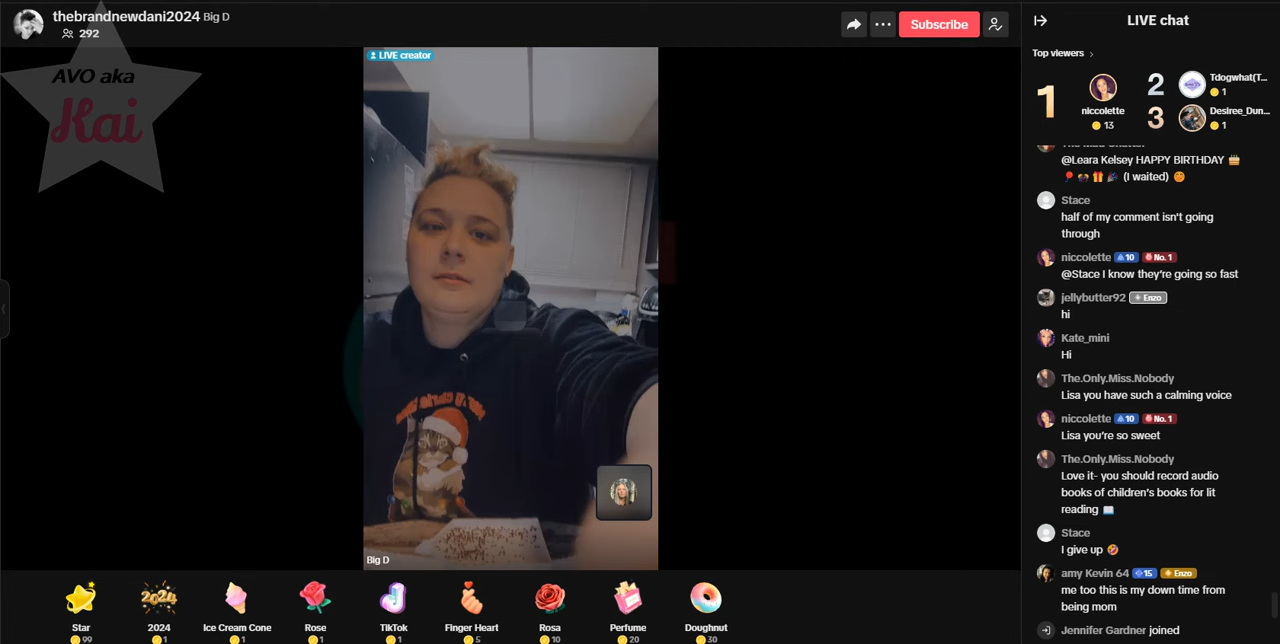 thebrandnewdani2024 Big D
292
Subscribe
AVO aka
Kai
LIVE creator
Big D
Star
99
2024
2024
1
Ice Cream Cone
1
Rose
1
TikTok
1
Finger Heart
5
Rosa
10
Perfume
20
Doughnut
30
LIVE chat
Top viewers
1
niccolette
13
2
Tdogwhat(T...
1
3
Desiree_Dun...
1
@Leara Kelsey HAPPY BIRTHDAY 🎂
🎈 🎊 🎁 🎉 (I waited) 😊
Stace
half of my comment isn't going
through
niccolette 10 No. 1
@Stace I know they're going so fast
jellybutter92 Enzo
hi
Kate_mini
Hi
The.Only.Miss.Nobody
Lisa you have such a calming voice
niccolette 10 No. 1
Lisa you're so sweet
The.Only.Miss.Nobody
Love it- you should record audio
books of children's books for lit
reading 📖
Stace
I give up 🤣
amy Kevin 64 15 Enzo
me too this is my down time from
being mom
Jennifer Gardner joined